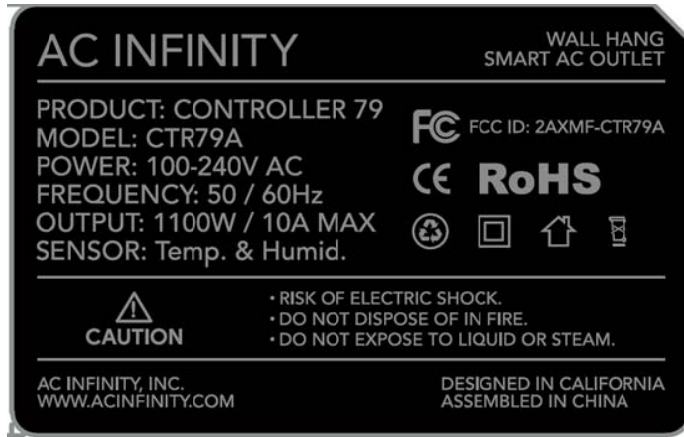 AC INFINITY
WALL HANG
SMART AC OUTLET
PRODUCT: CONTROLLER 79
MODEL: CTR79A
POWER: 100-240V AC
FREQUENCY: 50 / 60Hz
OUTPUT: 1100W / 10A MAX
SENSOR: Temp. & Humid.
FC FCC ID: 2AXMF-CTR79A
CE RoHS
CAUTION
• RISK OF ELECTRIC SHOCK.
• DO NOT DISPOSE OF IN FIRE.
• DO NOT EXPOSE TO LIQUID OR STEAM.
AC INFINITY, INC.
WWW.ACINFINITY.COM
DESIGNED IN CALIFORNIA
ASSEMBLED IN CHINA